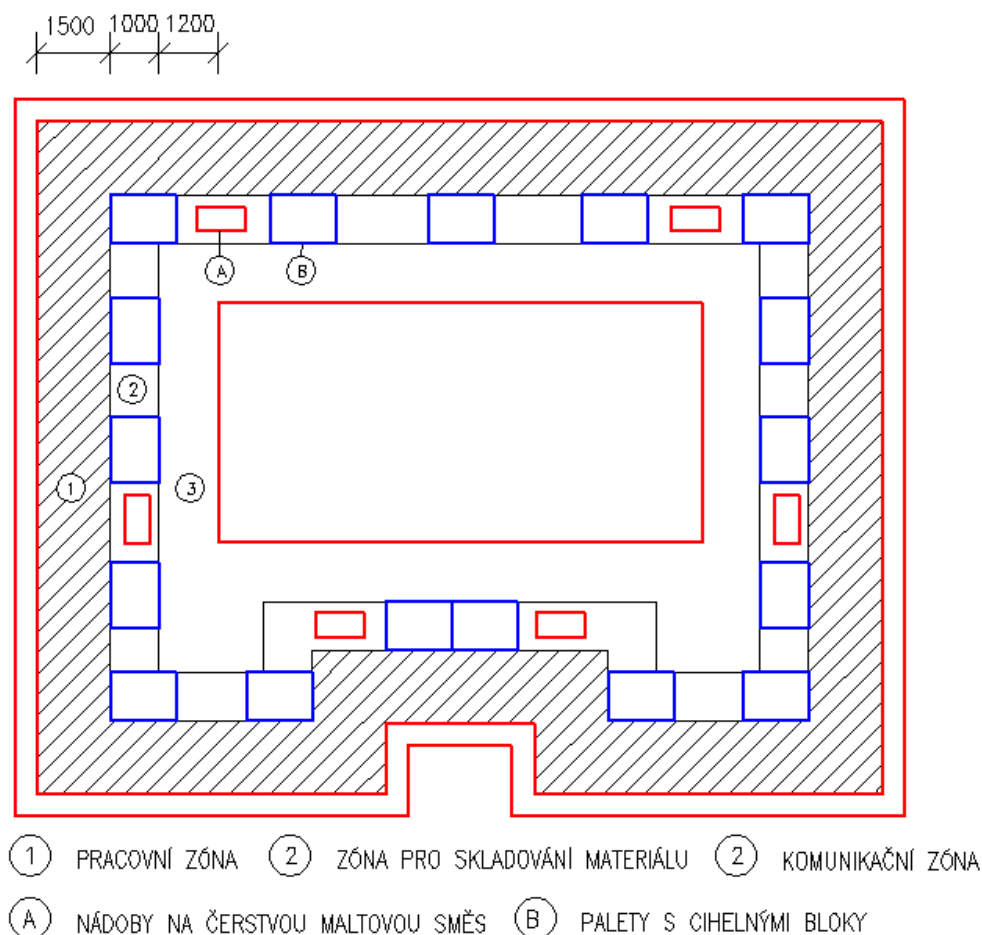 1500 1000 1200
A B
2
1 3
1 PRACOVNÍ ZÓNA 2 ZÓNA PRO SKLADOVÁNÍ MATERIÁLU 2 KOMUNIKAČNÍ ZÓNA
A NÁDOBY NA ČERSTVOU MALTOVOU SMĚS B PALETY S CIHELNÝMI BLOKY